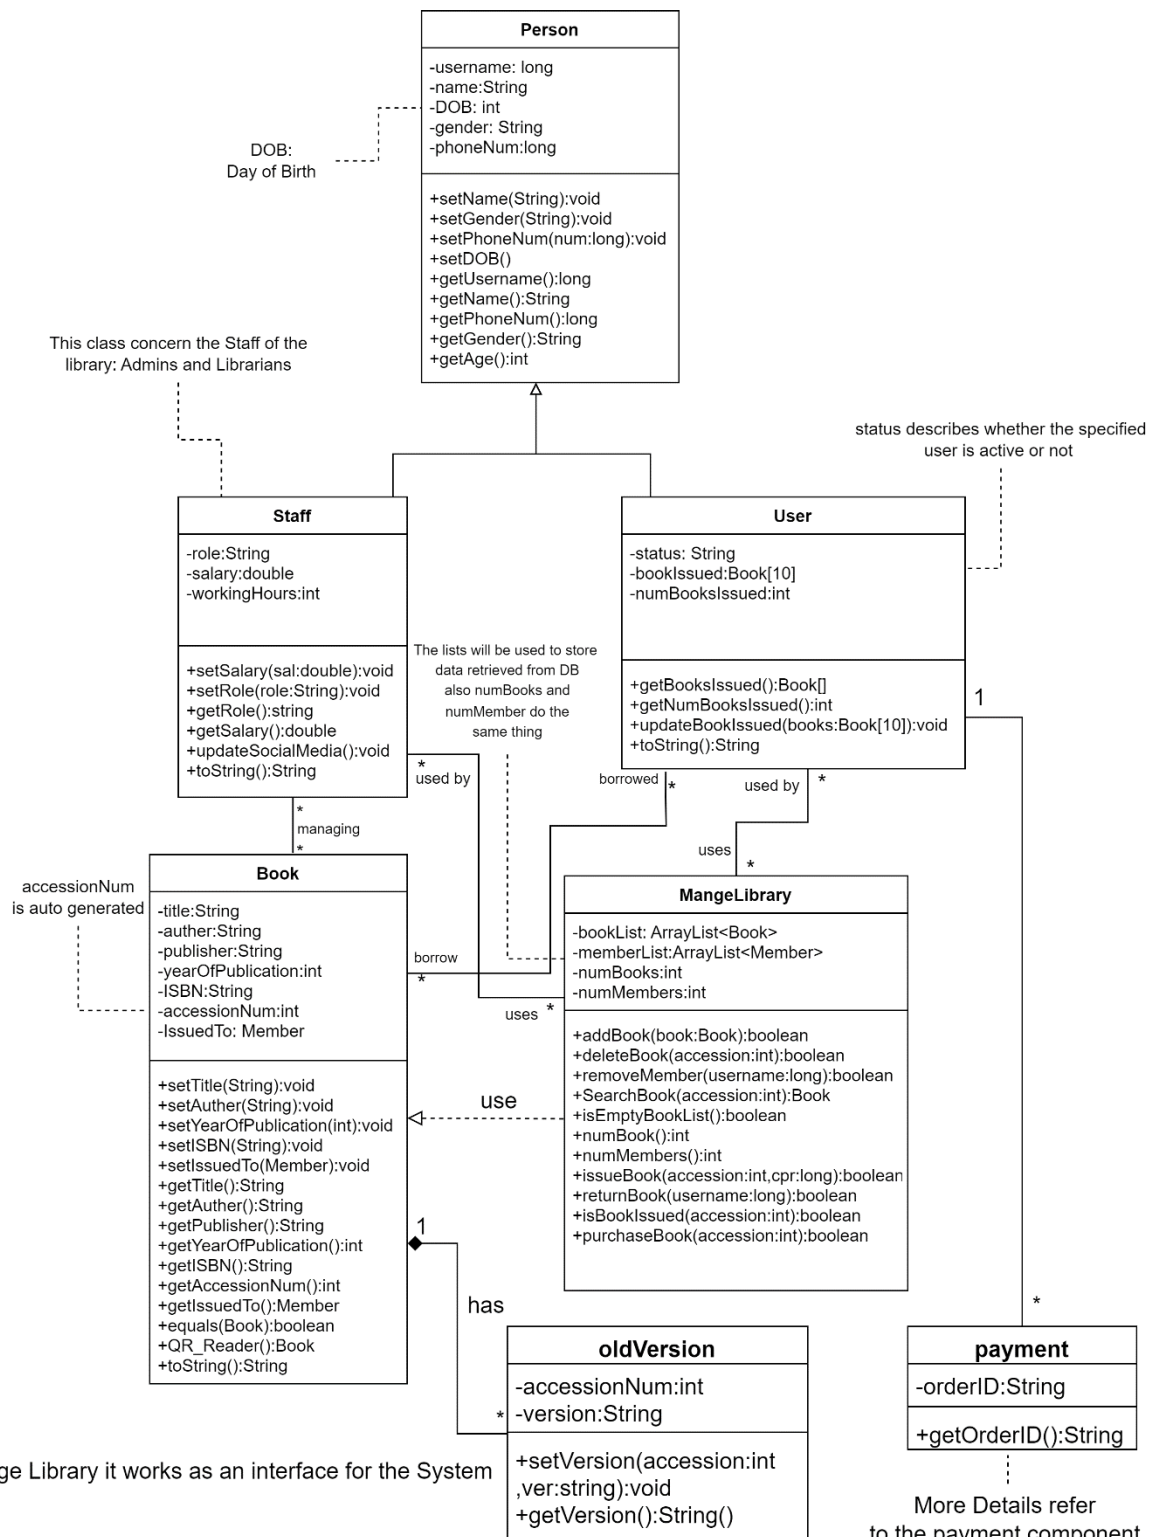 Person
-username: long
-name:String
-DOB: int
-gender: String
-phoneNum:long
DOB:
Day of Birth
+setName(String):void
+setGender(String):void
+setPhoneNum(num:long):void
+setDOB()
+getUsername():long
+getName():String
+getPhoneNum():long
+getGender():String
+getAge():int
This class concern the Staff of the
library: Admins and Librarians
status describes whether the specified
user is active or not
Staff
-role:String
-salary:double
-workingHours:int
+setSalary(sal:double):void
+setRole(role:String):void
+getRole():string
+getSalary():double
+updateSocialMedia():void
+toString():String
The lists will be used to store
data retrieved from DB
also numBooks and
numMember do the
same thing
User
-status: String
-bookIssued:Book[10]
-numBooksIssued:int
+getBooksIssued():Book[]
+getNumBooksIssued():int
+updateBookIssued(books:Book[10]):void
+toString():String
1
*
used by
borrowed
*
used by
*
*
managing
*
uses
*
accessionNum
is auto generated
Book
-title:String
-auther:String
-publisher:String
-yearOfPublication:int
-ISBN:String
-accessionNum:int
-IssuedTo: Member
+setTitle(String):void
+setAuther(String):void
+setYearOfPublication(int):void
+setISBN(String):void
+setIssuedTo(Member):void
+getTitle():String
+getAuther():String
+getPublisher():String
+getYearOfPublication():int
+getISBN():String
+getAccessionNum():int
+getIssuedTo():Member
+equals(Book):boolean
+QR_Reader():Book
+toString():String
borrow
*
uses
*
use
MangeLibrary
-bookList: ArrayList<Book>
-memberList:ArrayList<Member>
-numBooks:int
-numMembers:int
+addBook(book:Book):boolean
+deleteBook(accession:int):boolean
+removeMember(username:long):boolean
+SearchBook(accession:int):Book
+isEmptyBookList():boolean
+numBook():int
+numMembers():int
+issueBook(accession:int,cpr:long):boolean
+returnBook(username:long):boolean
+isBookIssued(accession:int):boolean
+purchaseBook(accession:int):boolean
1
has
*
*
oldVersion
-accessionNum:int
-version:String
+setVersion(accession:int
,ver:string):void
+getVersion():String()
payment
-orderID:String
+getOrderID():String
Library it works as an interface for the System
More Details refer
to the payment component